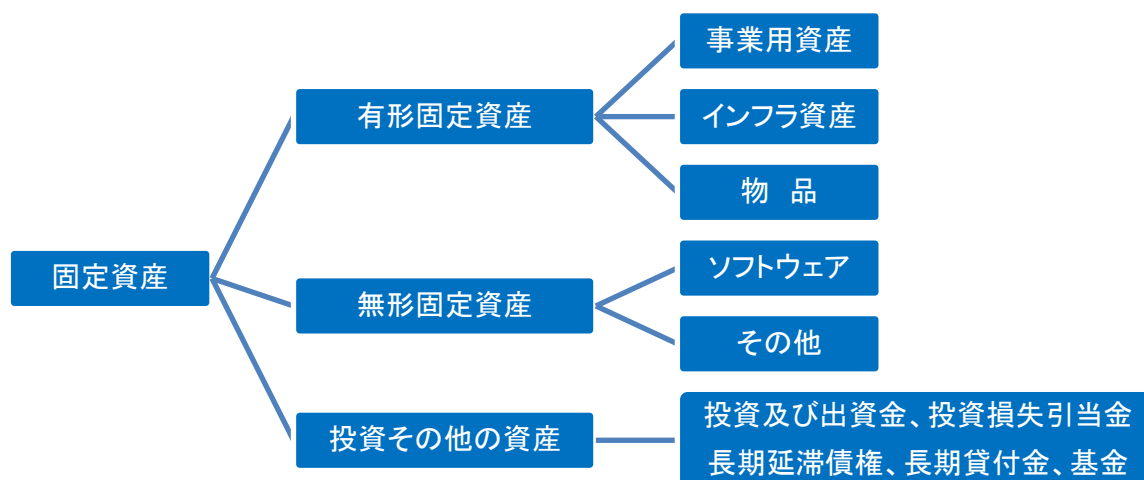 固定資産
有形固定資産
事業用資産
インフラ資産
物　品
無形固定資産
ソフトウェア
その他
投資その他の資産
投資及び出資金、投資損失引当金
長期延滞債権、長期貸付金、基金